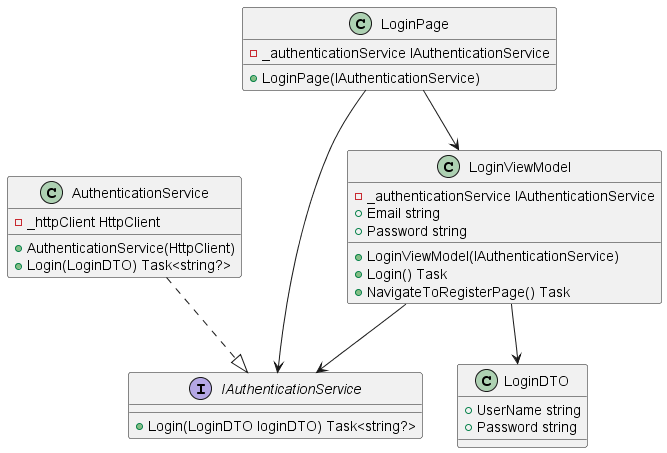 C LoginPage
_authenticationService IAuthenticationService
LoginPage(IAuthenticationService)
C AuthenticationService
_httpClient HttpClient
AuthenticationService(HttpClient)
Login(LoginDTO) Task<string?>
C LoginViewModel
_authenticationService IAuthenticationService
Email string
Password string
LoginViewModel(IAuthenticationService)
Login() Task
NavigateToRegisterPage() Task
I IAuthenticationService
Login(LoginDTO loginDTO) Task<string?>
C LoginDTO
UserName string
Password string